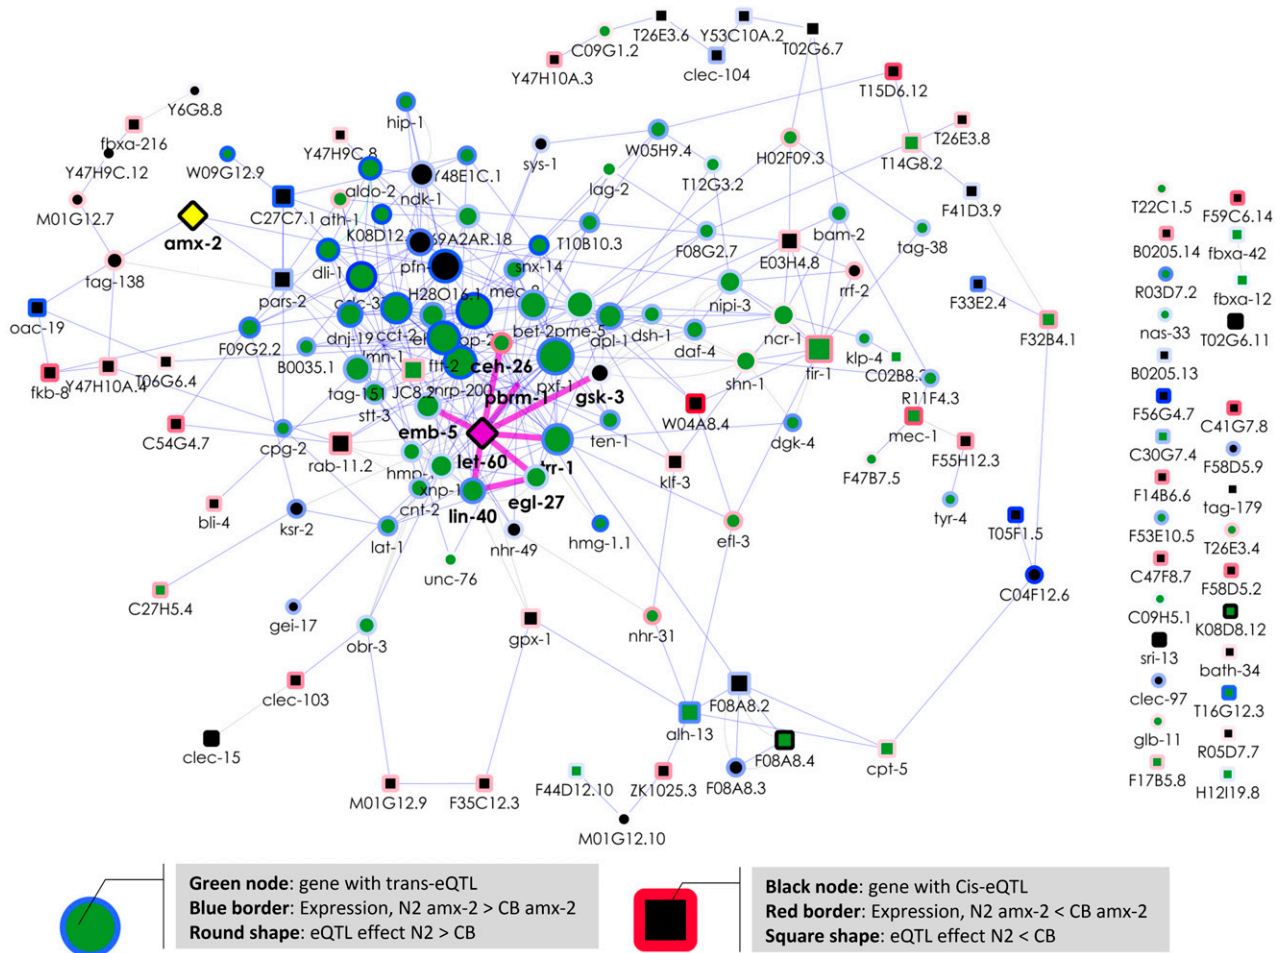 T26E3.6
Y53C10A.2
C09G1.2
T02G6.7
Y47H10A.3
clec-104
T15D6.12
Y6G8.8
hip-1
fbxa-216
Y47H9C.8
sys-1
W05H9.4
H02F09.3
T26E3.8
T14G8.2
Y47H9C.12
W09G12.9
aldo-2
Y48E1C.1
ndk-1
lag-2
T12G3.2
M01G12.7
C27C7.1
ath-1
F41D3.9
K08D12.
69A2AR.18
T10B10.3
bam-2
tag-38
amx-2
dli-1
pfn-
snx-14
F08G2.7
E03H4.8
tag-138
pars-2
cdc-37
H28O16.1
mec-8
nipi-3
rrf-2
F33E2.4
oac-19
F09G2.2
dnj-19
cct-2
bet-2
pme-5
apl-1
dsh-1
daf-4
ncr-1
klp-4
F32B4.1
B0035.1
lmn-1
ftt-2
ceh-26
C02B8.3
fkb-8
Y47H10A.4
T06G6.4
tag-151
JC8.2
snrp-200
pbrm-1
pxf-1
gsk-3
shn-1
tir-1
R11F4.3
stt-3
W04A8.4
mec-1
C54G4.7
cpg-2
rab-11.2
emb-5
let-60
trr-1
ten-1
dgk-4
F47B7.5
F55H12.3
hmp-
xnp-1
egl-27
klf-3
bli-4
ksr-2
cnt-2
lin-40
tyr-4
T05F1.5
lat-1
nhr-49
hmg-1.1
efl-3
unc-76
C27H5.4
C04F12.6
gei-17
obr-3
gpx-1
nhr-31
clec-103
F08A8.2
clec-15
alh-13
F08A8.4
cpt-5
M01G12.9
F35C12.3
F44D12.10
ZK1025.3
F08A8.3
M01G12.10
T22C1.5
F59C6.14
B0205.14
fbxa-42
R03D7.2
fbxa-12
nas-33
T02G6.11
B0205.13
F56G4.7
C41G7.8
C30G7.4
F58D5.9
F14B6.6
tag-179
F53E10.5
T26E3.4
C47F8.7
F58D5.2
C09H5.1
K08D8.12
sri-13
bath-34
clec-97
T16G12.3
glb-11
R05D7.7
F17B5.8
H12I19.8
Green node: gene with trans-eQTL
Blue border: Expression, N2 amx-2 > CB amx-2
Round shape: eQTL effect N2 > CB
Black node: gene with Cis-eQTL
Red border: Expression, N2 amx-2 < CB amx-2
Square shape: eQTL effect N2 < CB